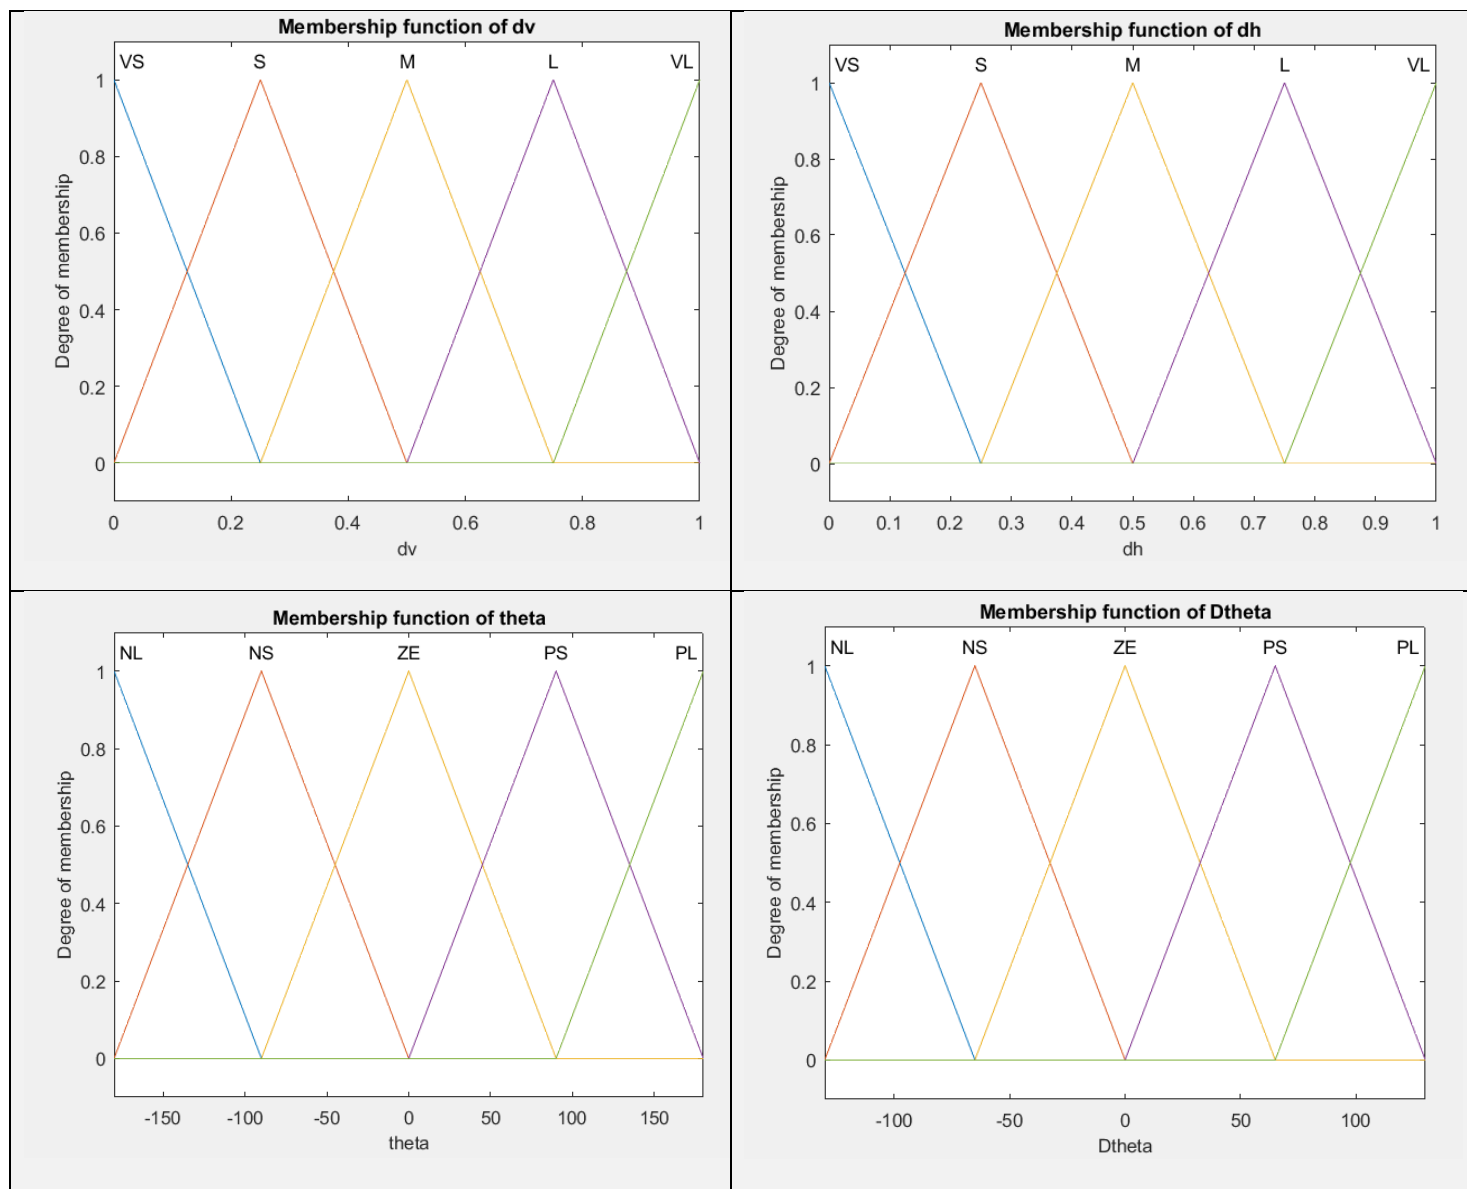 Membership function of dv
VS S M L VL
1
0.8
0.6
0.4
0.2
0
Degree of membership
0 0.2 0.4 0.6 0.8 1
dv
Membership function of dh
VS S M L VL
1
0.8
0.6
0.4
0.2
0
Degree of membership
0 0.1 0.2 0.3 0.4 0.5 0.6 0.7 0.8 0.9 1
dh
Membership function of theta
NL NS ZE PS PL
1
0.8
0.6
0.4
0.2
0
Degree of membership
-150 -100 -50 0 50 100 150
theta
Membership function of Dtheta
NL NS ZE PS PL
1
0.8
0.6
0.4
0.2
0
Degree of membership
-100 -50 0 50 100
Dtheta